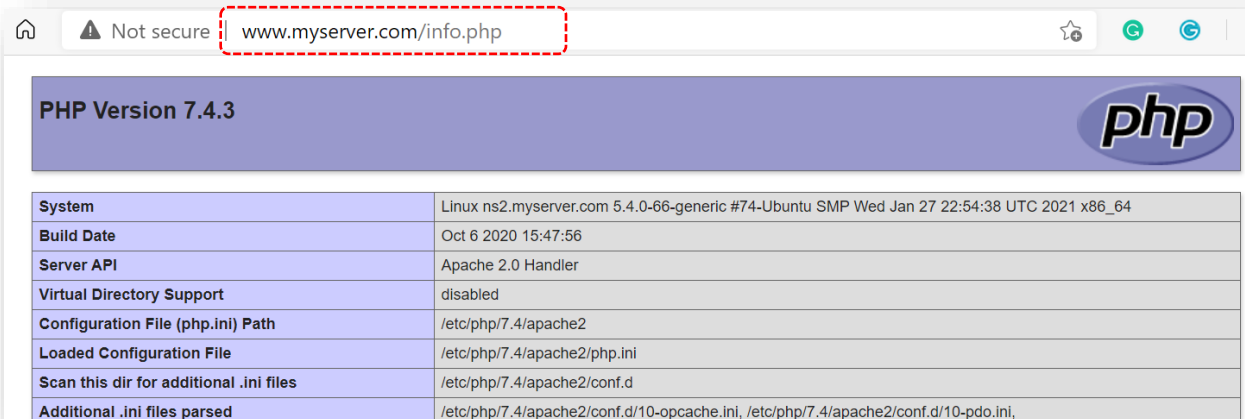 Not secure | www.myserver.com/info.php
PHP Version 7.4.3
php
System Linux ns2.myserver.com 5.4.0-66-generic #74-Ubuntu SMP Wed Jan 27 22:54:38 UTC 2021 x86_64
Build Date Oct 6 2020 15:47:56
Server API Apache 2.0 Handler
Virtual Directory Support disabled
Configuration File (php.ini) Path /etc/php/7.4/apache2
Loaded Configuration File /etc/php/7.4/apache2/php.ini
Scan this dir for additional .ini files /etc/php/7.4/apache2/conf.d
Additional .ini files parsed /etc/php/7.4/apache2/conf.d/10-opcache.ini, /etc/php/7.4/apache2/conf.d/10-pdo.ini,